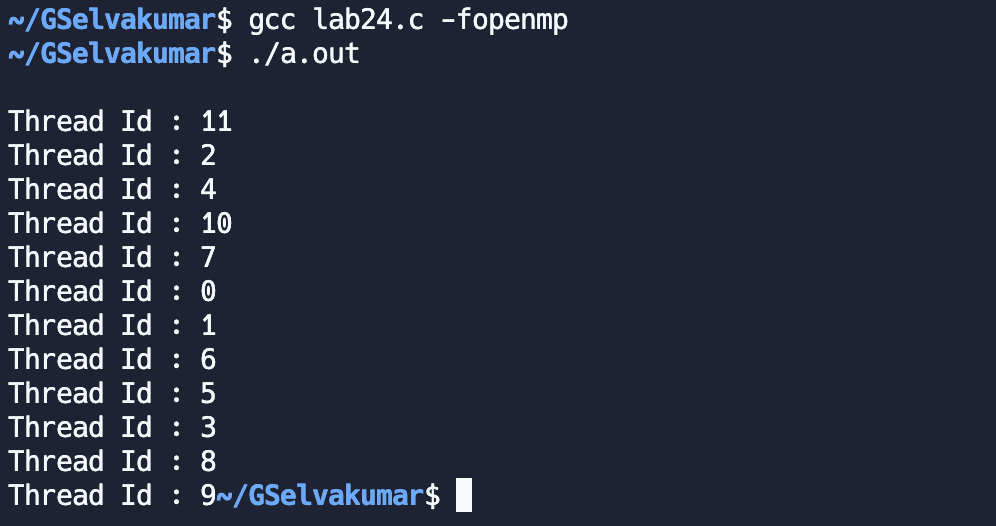 ~/GSelvakumar$ gcc lab24.c -fopenmp
~/GSelvakumar$ ./a.out
Thread Id : 11
Thread Id : 2
Thread Id : 4
Thread Id : 10
Thread Id : 7
Thread Id : 0
Thread Id : 1
Thread Id : 6
Thread Id : 5
Thread Id : 3
Thread Id : 8
Thread Id : 9~/GSelvakumar$